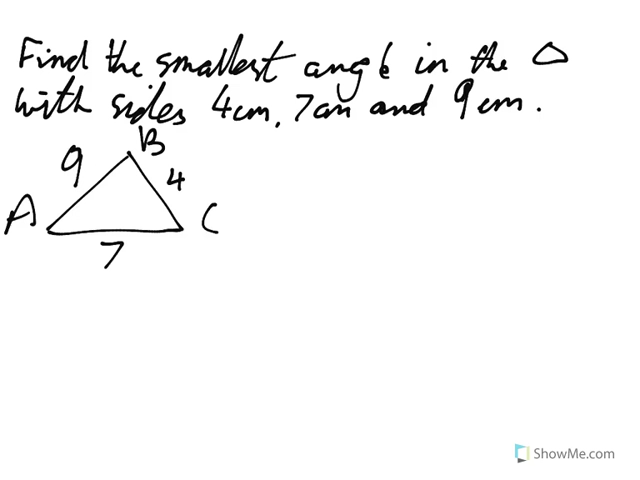 Find the smallest angle in the △
with sides 4cm, 7cm and 9cm.
B
9
4
A
C
7
ShowMe.com